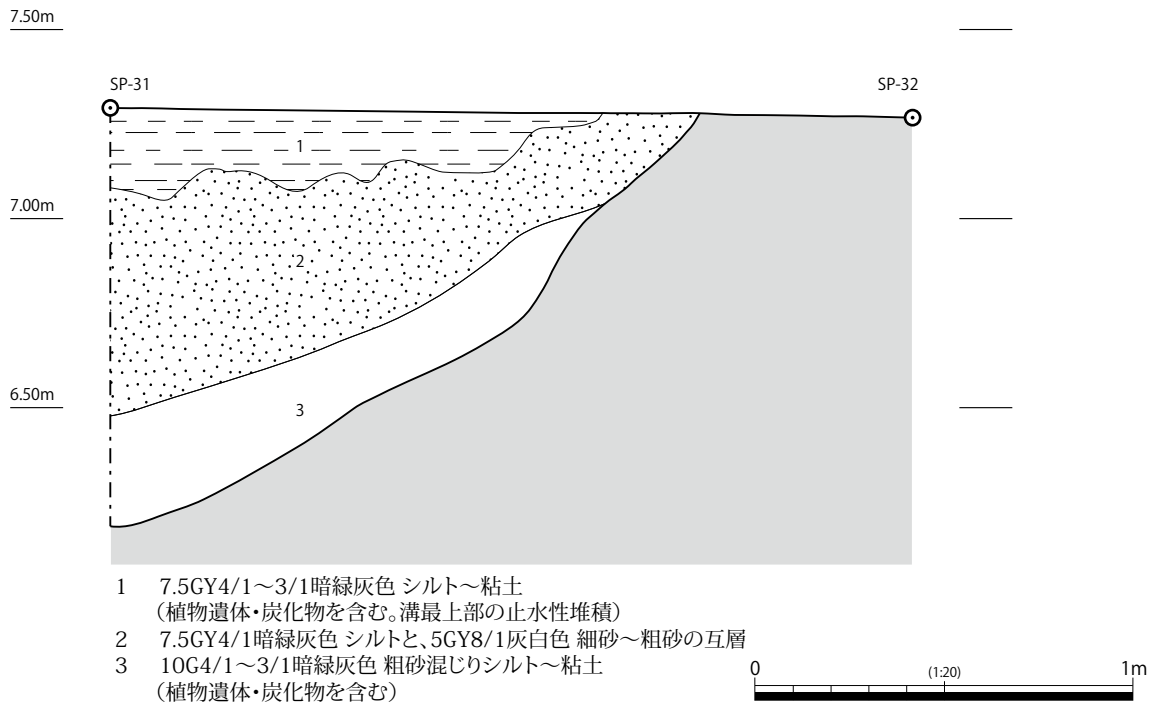 7.50m
SP-31
SP-32
1
7.00m
2
6.50m
3
1 7.5GY4/1～3/1暗緑灰色 シルト～粘土
（植物遺体・炭化物を含む。溝最上部の止水性堆積）
2 7.5GY4/1暗緑灰色 シルトと、5GY8/1灰白色 細砂～粗砂の互層
3 10G4/1～3/1暗緑灰色 粗砂混じりシルト～粘土
（植物遺体・炭化物を含む）
0 (1:20) 1m